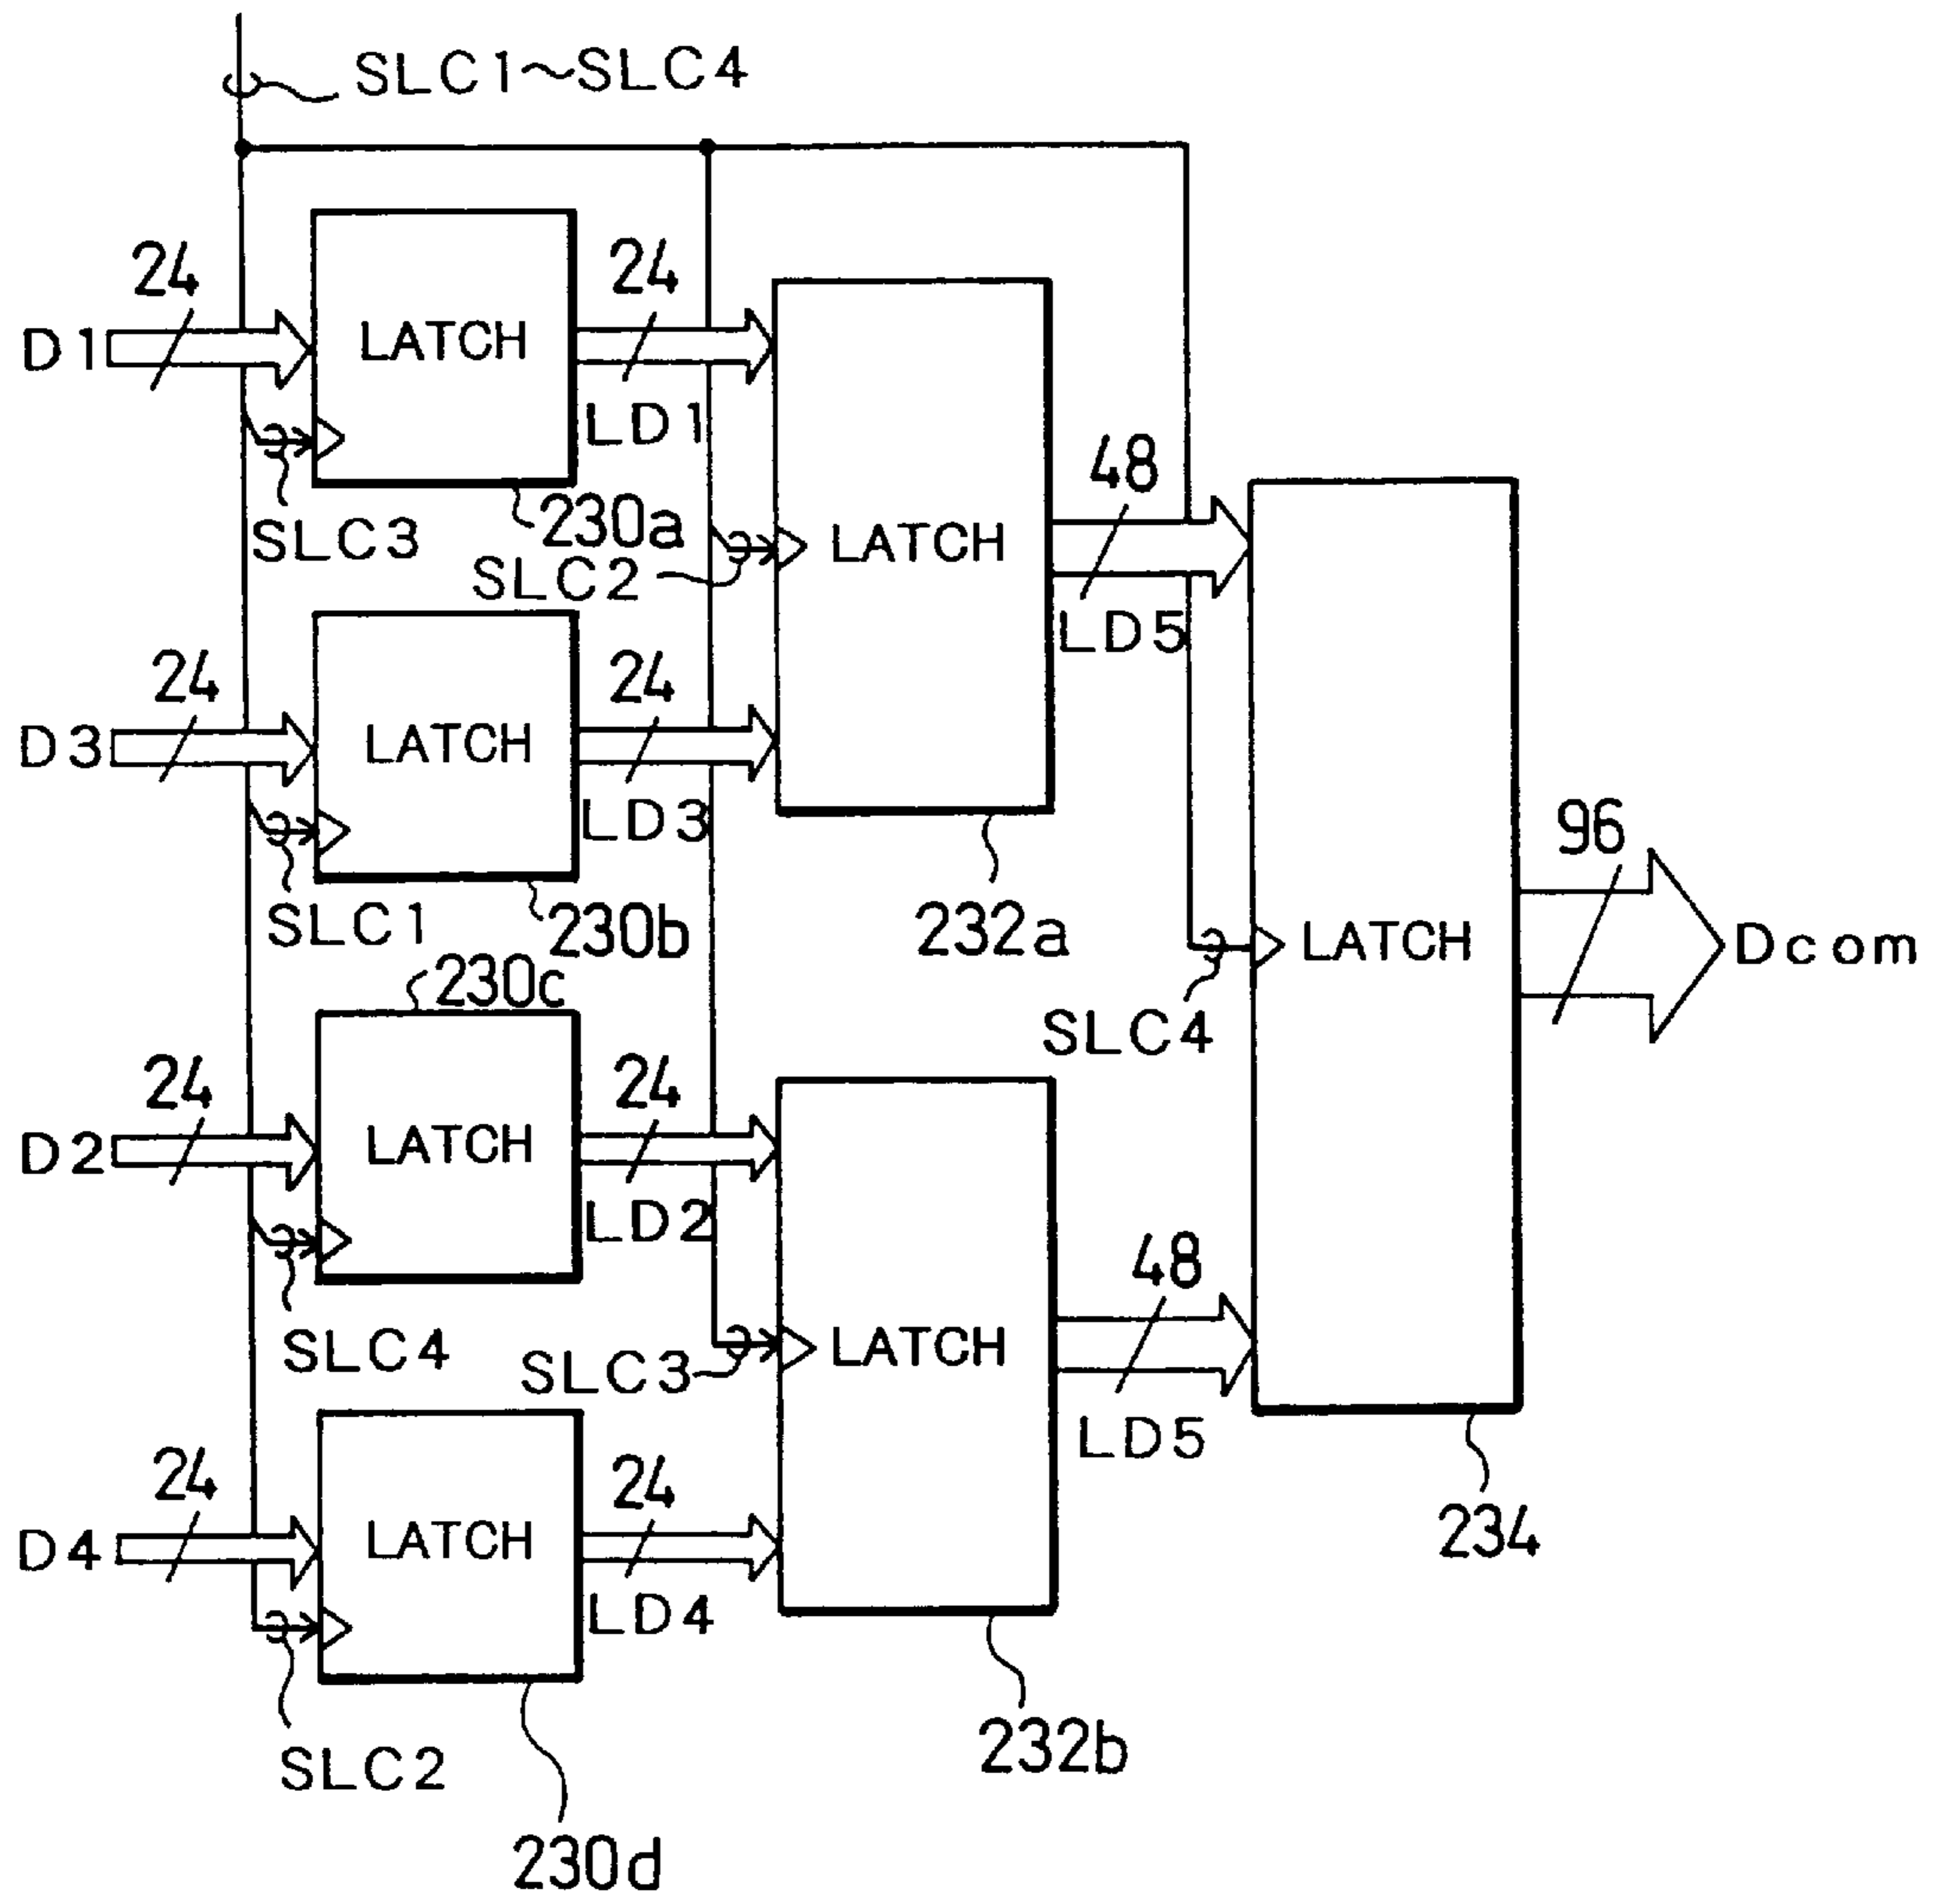 SLC1~SLC4
24
D1
LATCH
24
LD1
SLC3
230a
SLC2
LATCH
48
LD5
24
D3
LATCH
24
LD3
SLC1
230b
232a
96
LATCH
Dcom
SLC4
230c
24
D2
LATCH
24
LD2
SLC4
SLC3
LATCH
48
LD5
24
D4
LATCH
24
LD4
234
SLC2
232b
230d